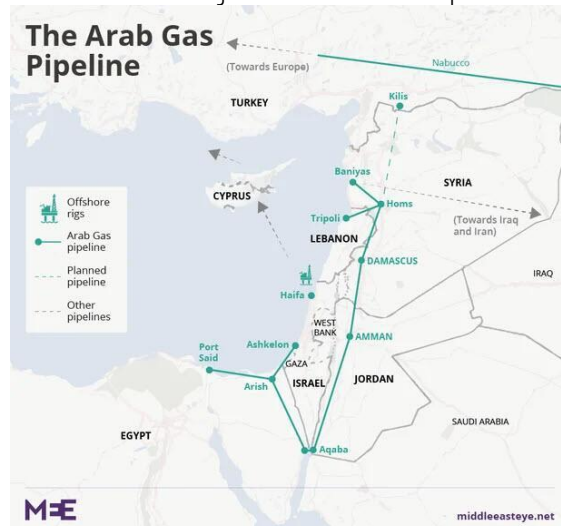 The Arab Gas
Pipeline
(Towards Europe)
Nabucco
Kilis
TURKEY
Baniyas
SYRIA
CYPRUS
Homs
Tripoli
(Towards Iraq
and Iran)
LEBANON
Offshore
rigs
Arab Gas
pipeline
Planned
pipeline
Other
pipelines
DAMASCUS
IRAQ
Haifa
WEST
BANK
AMMAN
Port
Said
Ashkelon
GAZA
ISRAEL
JORDAN
Arish
SAUDI ARABIA
EGYPT
Aqaba
MEE
middleeasteye.net